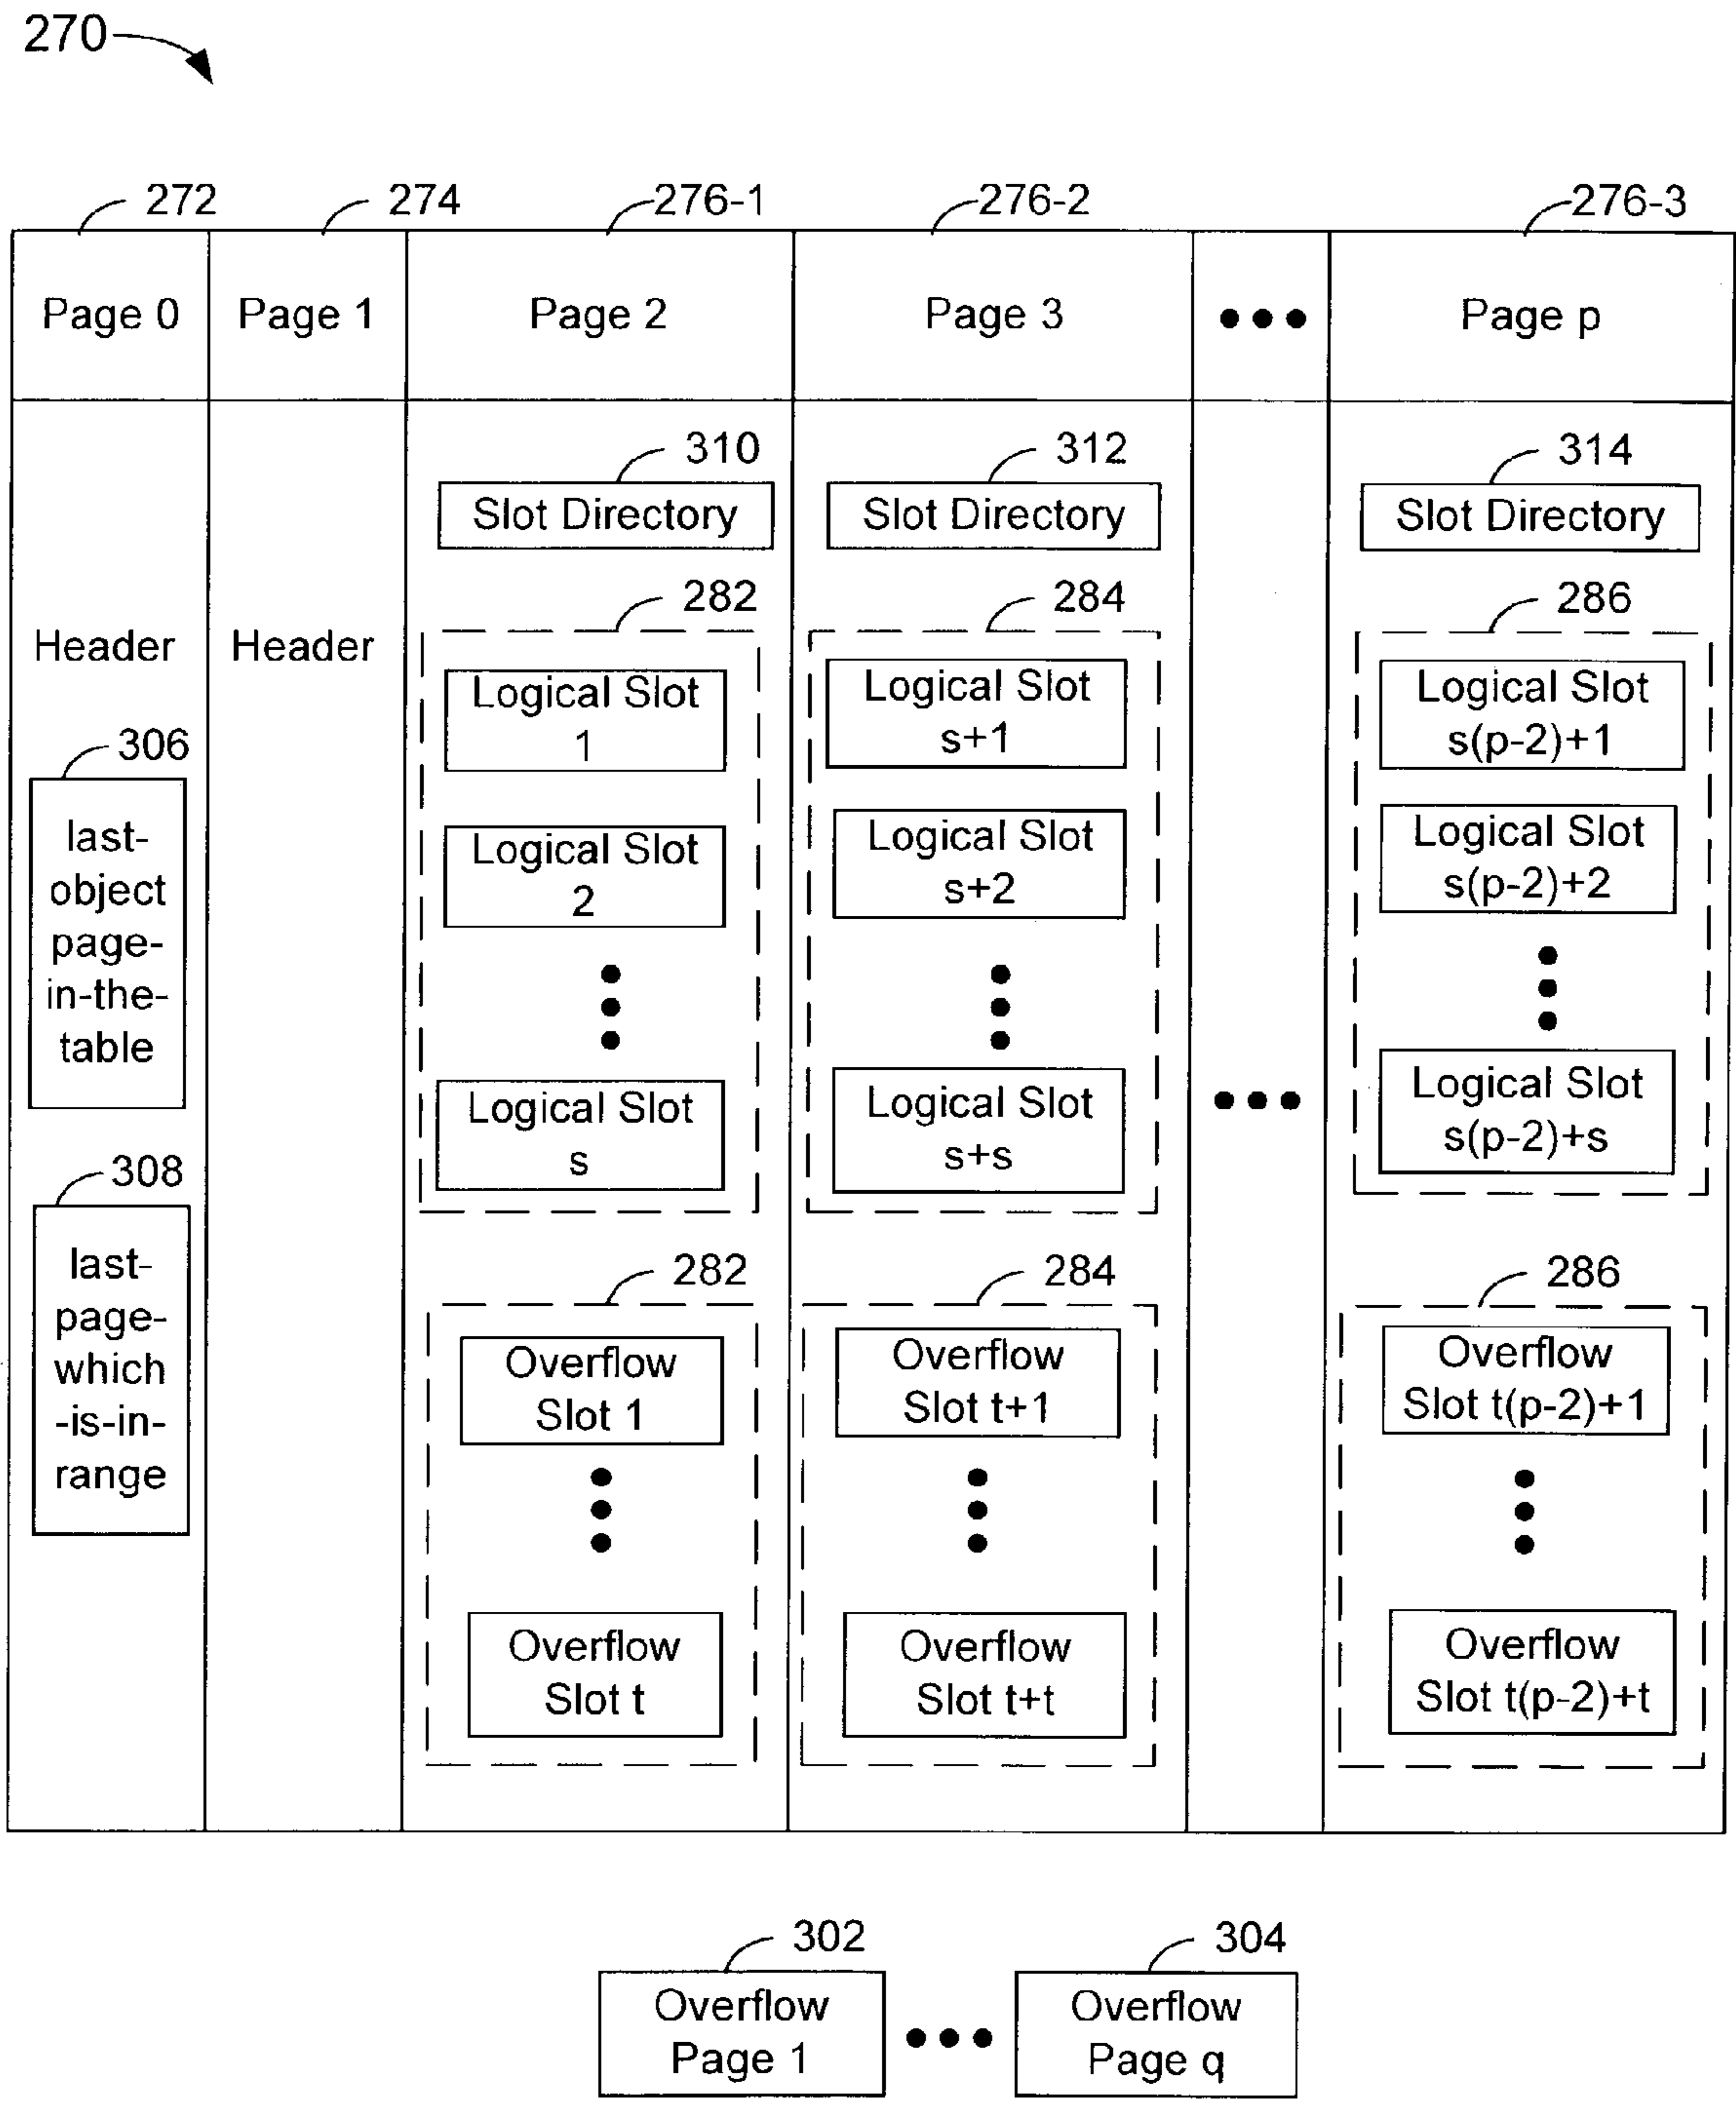 270
272
274
276-1
276-2
276-3
Page 0
Page 1
Page 2
Page 3
Page p
310
312
314
Slot Directory
Slot Directory
Slot Directory
282
284
286
Header
Header
Logical Slot
1
Logical Slot
s+1
Logical Slot
s(p-2)+1
306
last-
object
page-
in-the-
table
Logical Slot
2
Logical Slot
s+2
Logical Slot
s(p-2)+2
Logical Slot
s
Logical Slot
s+s
Logical Slot
s(p-2)+s
308
last-
page-
which
-is-in-
range
282
284
286
Overflow
Slot 1
Overflow
Slot t+1
Overflow
Slot t(p-2)+1
Overflow
Slot t
Overflow
Slot t+t
Overflow
Slot t(p-2)+t
302
304
Overflow
Page 1
Overflow
Page q